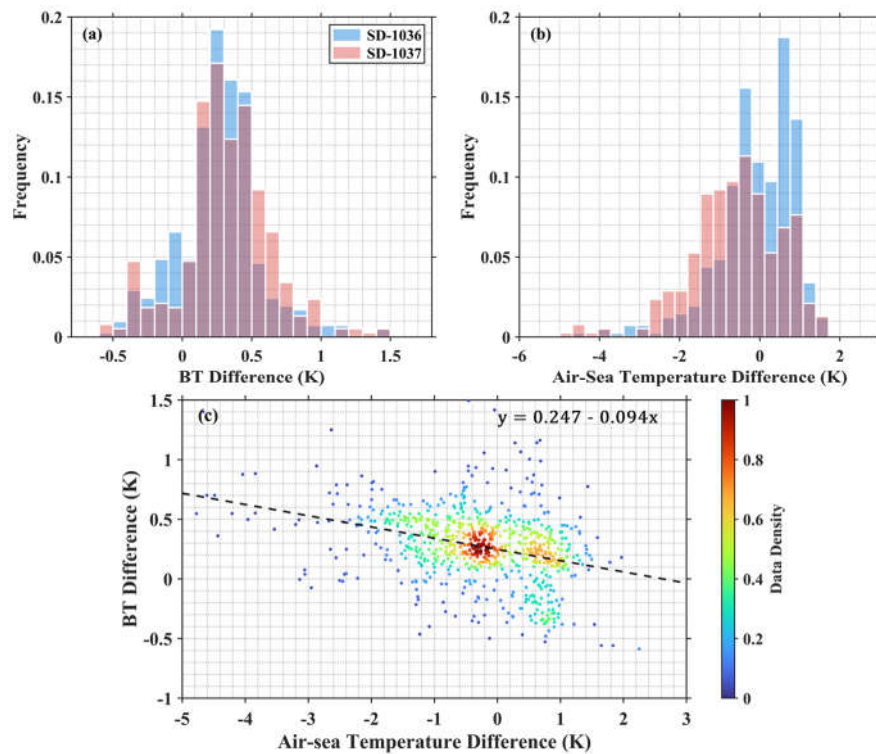 (a)
SD-1036
SD-1037
Frequency
0.2
0.15
0.1
0.05
0
-0.5 0 0.5 1 1.5
BT Difference (K)
(b)
Frequency
0.2
0.15
0.1
0.05
0
-6 -4 -2 0 2
Air-Sea Temperature Difference (K)
(c)
y = 0.247 - 0.094x
BT Difference (K)
1.5
1
0.5
0
-0.5
-1
-5 -4 -3 -2 -1 0 1 2 3
Air-sea Temperature Difference (K)
1
0.8
0.6
0.4
0.2
0
Data Density